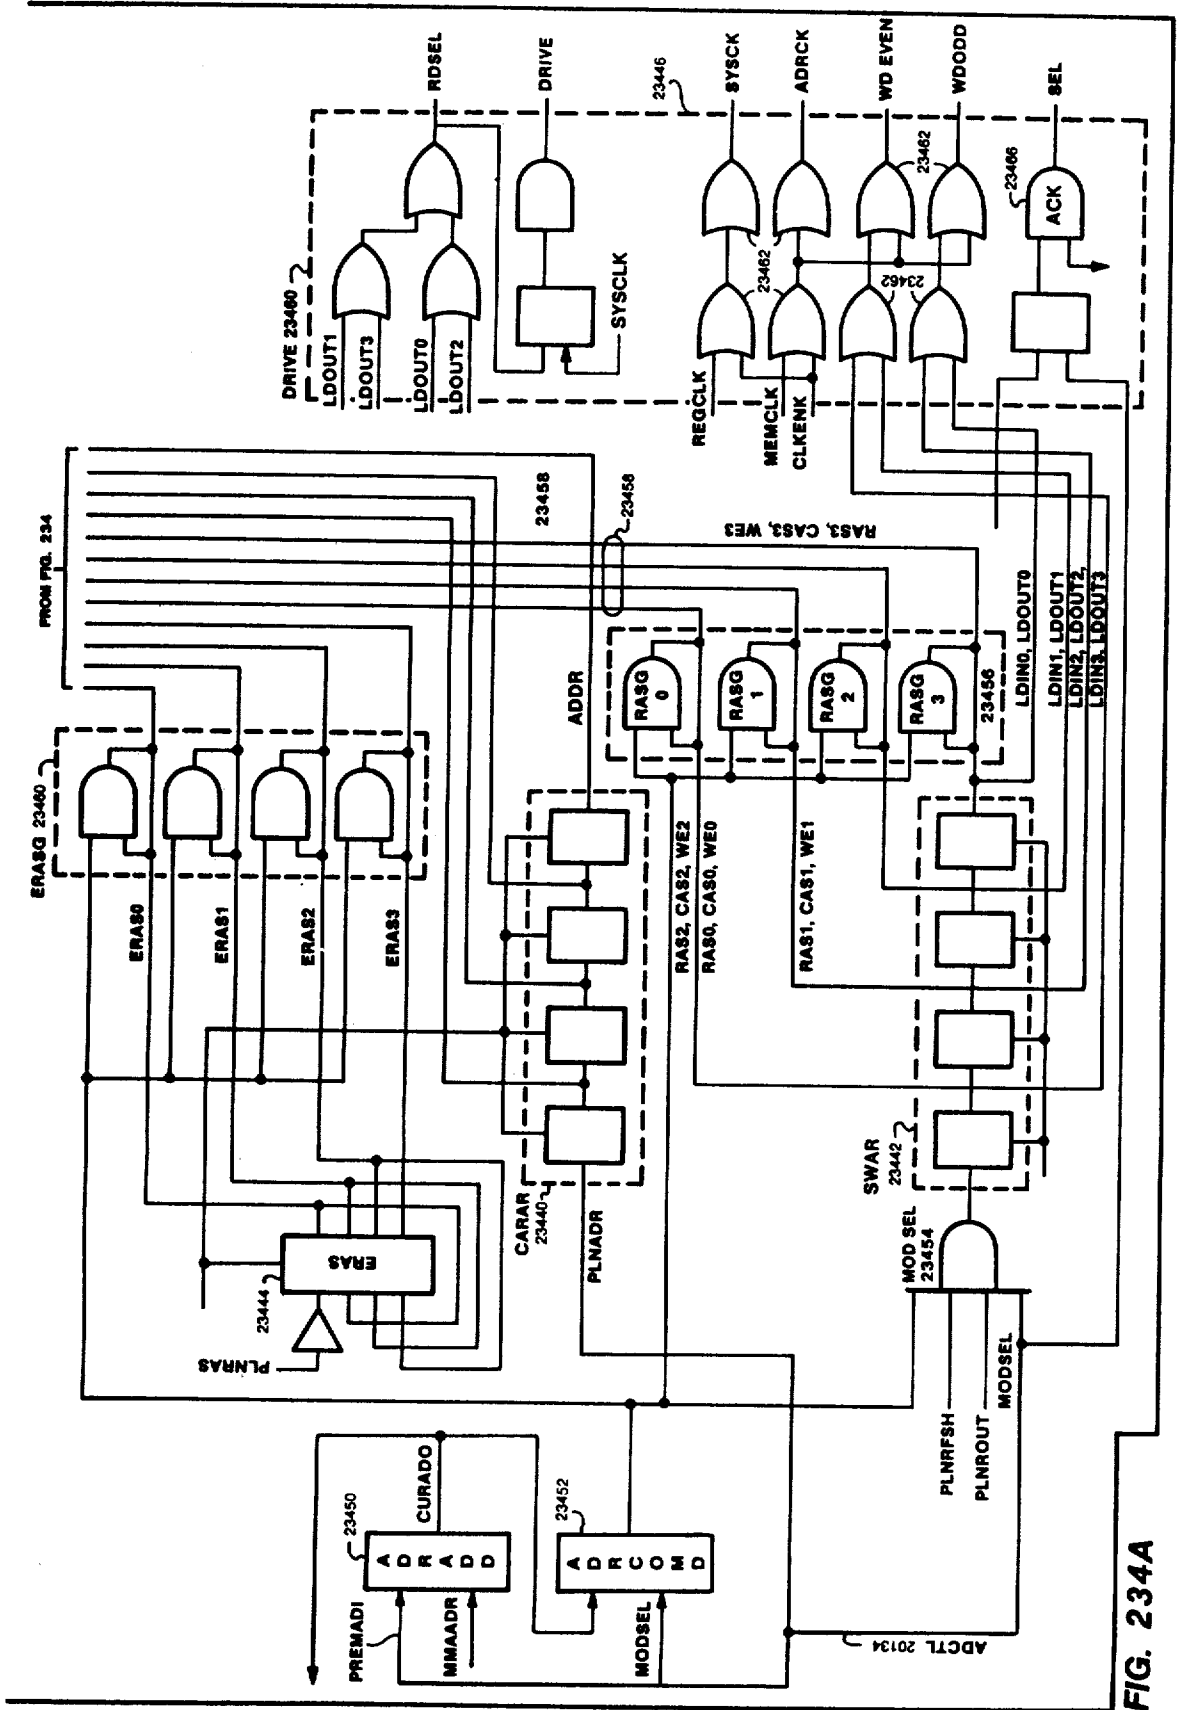 RDSEL
DRIVE
SYSCK
ADRCK
WD EVEN
WDODD
SEL
23446
DRIVE 23460
LDOUT1
LDOUT3
LDOUT0
LDOUT2
SYSCLK
23462
23462
23462
23462
REGCLK
MEMCLK
CLKENK
23466
ACK
FROM FIG. 234
23458
23458
RAS3, CAS3, WE3
ERASG 23460
ERAS0
ERAS1
ERAS2
ERAS3
ADDR
RASG
0
RASG
1
RASG
2
RASG
3
23456
LDIN0, LDOUT0
LDIN1, LDOUT1
LDIN2, LDOUT2,
LDIN3, LDOUT3
RAS2, CAS2, WE2
RAS0, CAS0, WE0
RAS1, CAS1, WE1
23444
ERAS
PLNRAS
CARAR
23440
PLNADR
SWAR
23442
MOD SEL
23454
PLNRFSH
PLNROUT
MODSEL
23450
ADRADD
CURADO
PREMADI
MMAADR
23452
ADRCOMD
MODSEL
ADCTL 20134
FIG. 234A